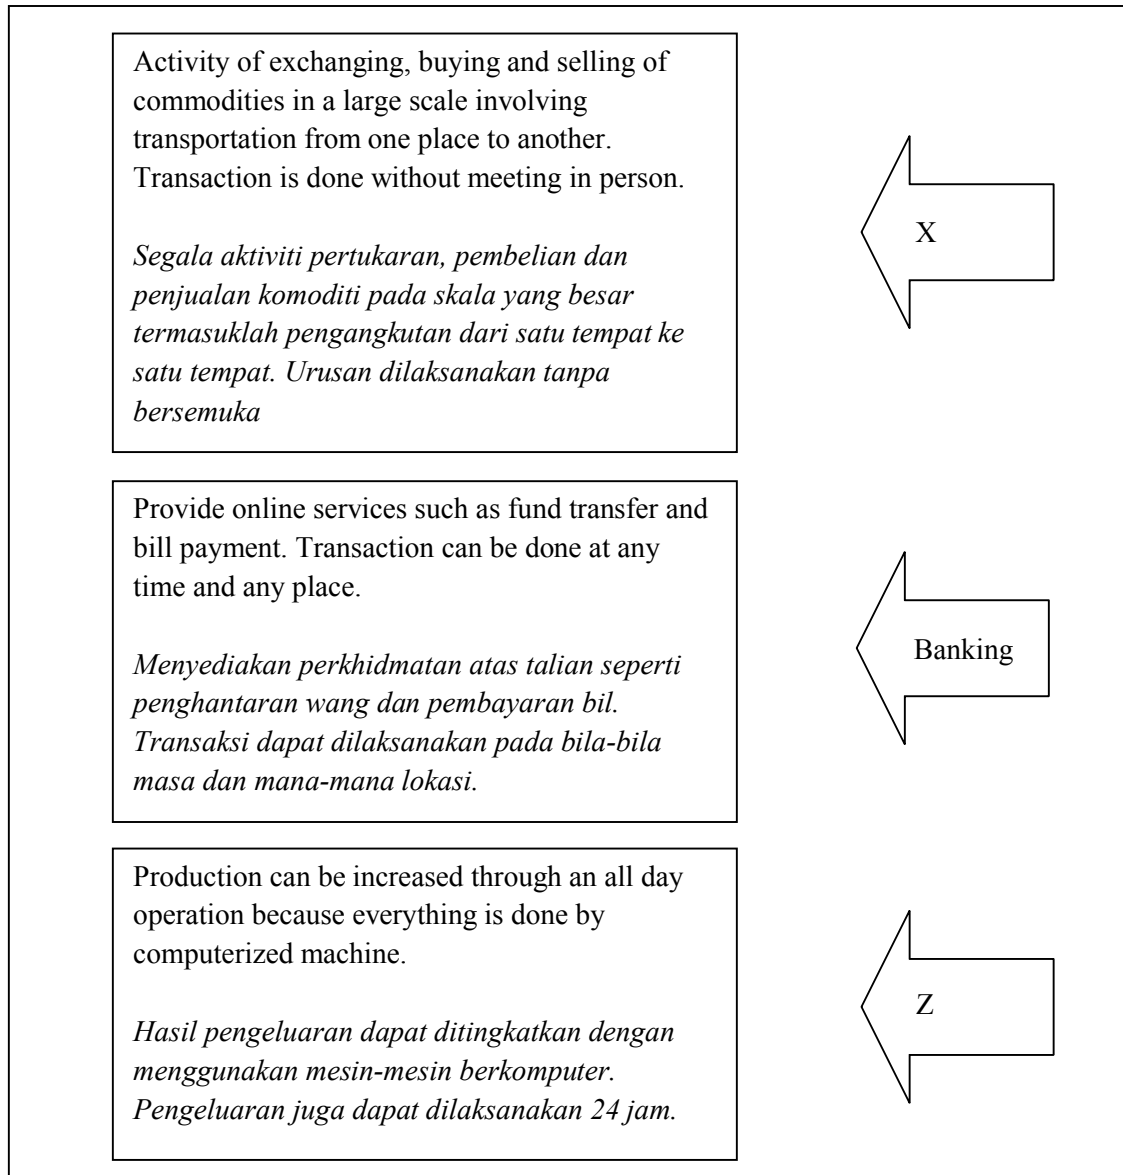 Activity of exchanging, buying and selling of
commodities in a large scale involving
transportation from one place to another.
Transaction is done without meeting in person.
Segala aktiviti pertukaran, pembelian dan
penjualan komoditi pada skala yang besar
termasuklah pengangkutan dari satu tempat ke
satu tempat. Urusan dilaksanakan tanpa
bersemuka
X
Provide online services such as fund transfer and
bill payment. Transaction can be done at any
time and any place.
Menyediakan perkhidmatan atas talian seperti
penghantaran wang dan pembayaran bil.
Transaksi dapat dilaksanakan pada bila-bila
masa dan mana-mana lokasi.
Banking
Production can be increased through an all day
operation because everything is done by
computerized machine.
Hasil pengeluaran dapat ditingkatkan dengan
menggunakan mesin-mesin berkomputer.
Pengeluaran juga dapat dilaksanakan 24 jam.
Z